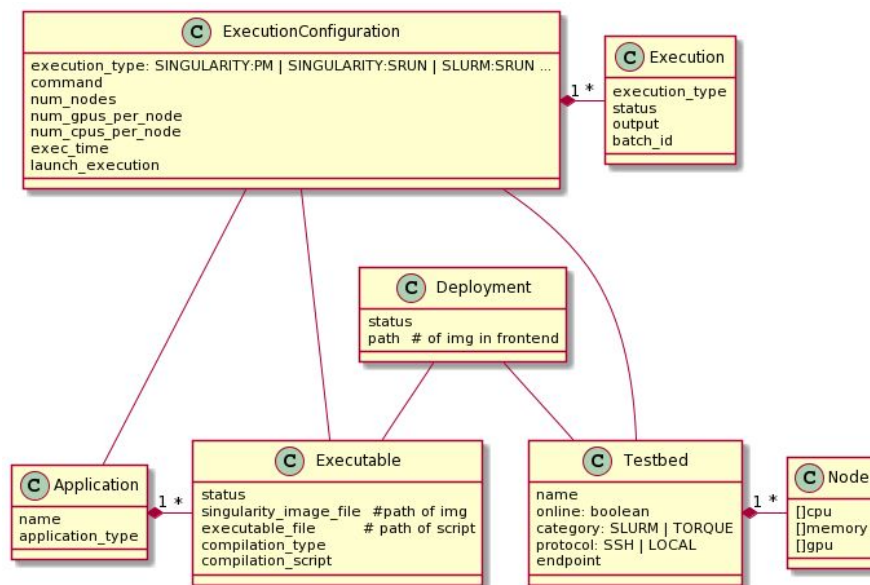 C ExecutionConfiguration
execution_type: SINGULARITY:PM | SINGULARITY:SRUN | SLURM:SRUN ...
command
num_nodes
num_gpus_per_node
num_cpus_per_node
exec_time
launch_execution
1 *
C Execution
execution_type
status
output
batch_id
C Deployment
status
path # of img in frontend
C Application
name
application_type
1 *
C Executable
status
singularity_image_file #path of img
executable_file # path of script
compilation_type
compilation_script
C Testbed
name
online: boolean
category: SLURM | TORQUE
protocol: SSH | LOCAL
endpoint
1 *
C Node
[]cpu
[]memory
[]gpu